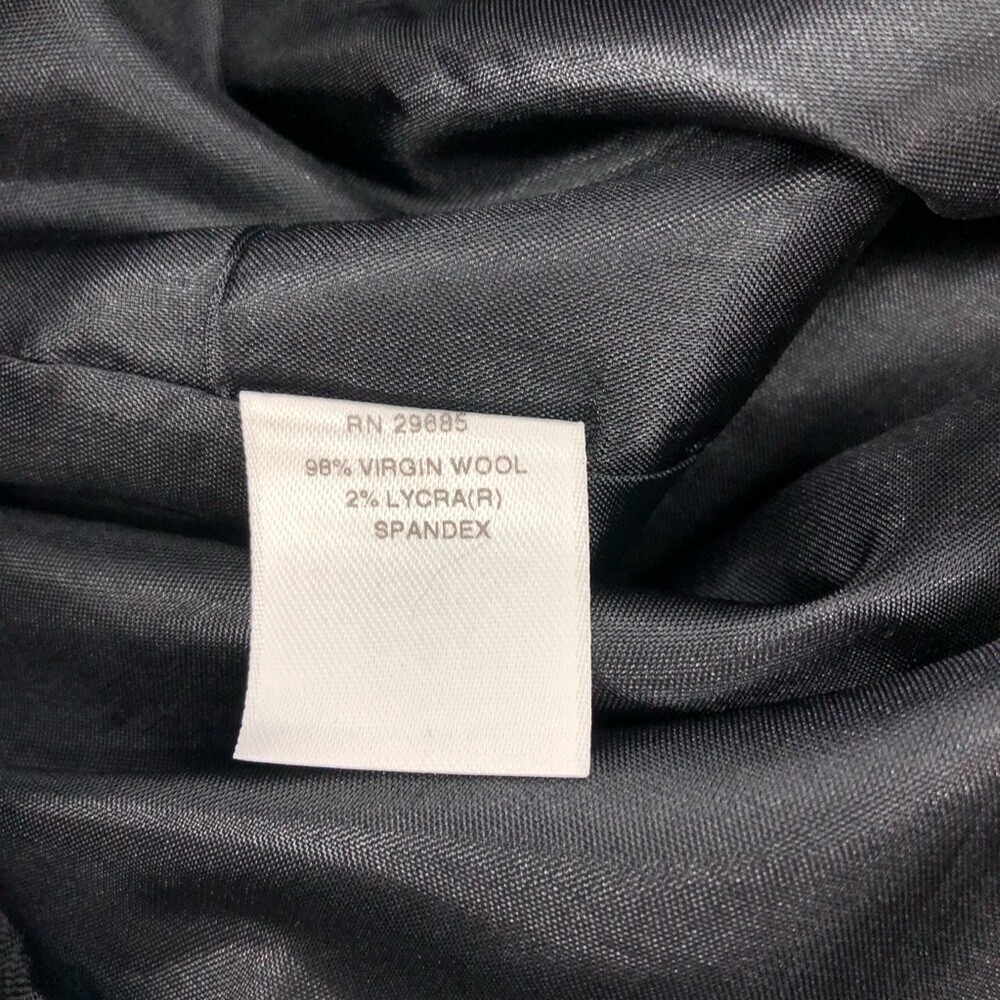 RN 29685
98% VIRGIN WOOL
2% LYCRA(R)
SPANDEX